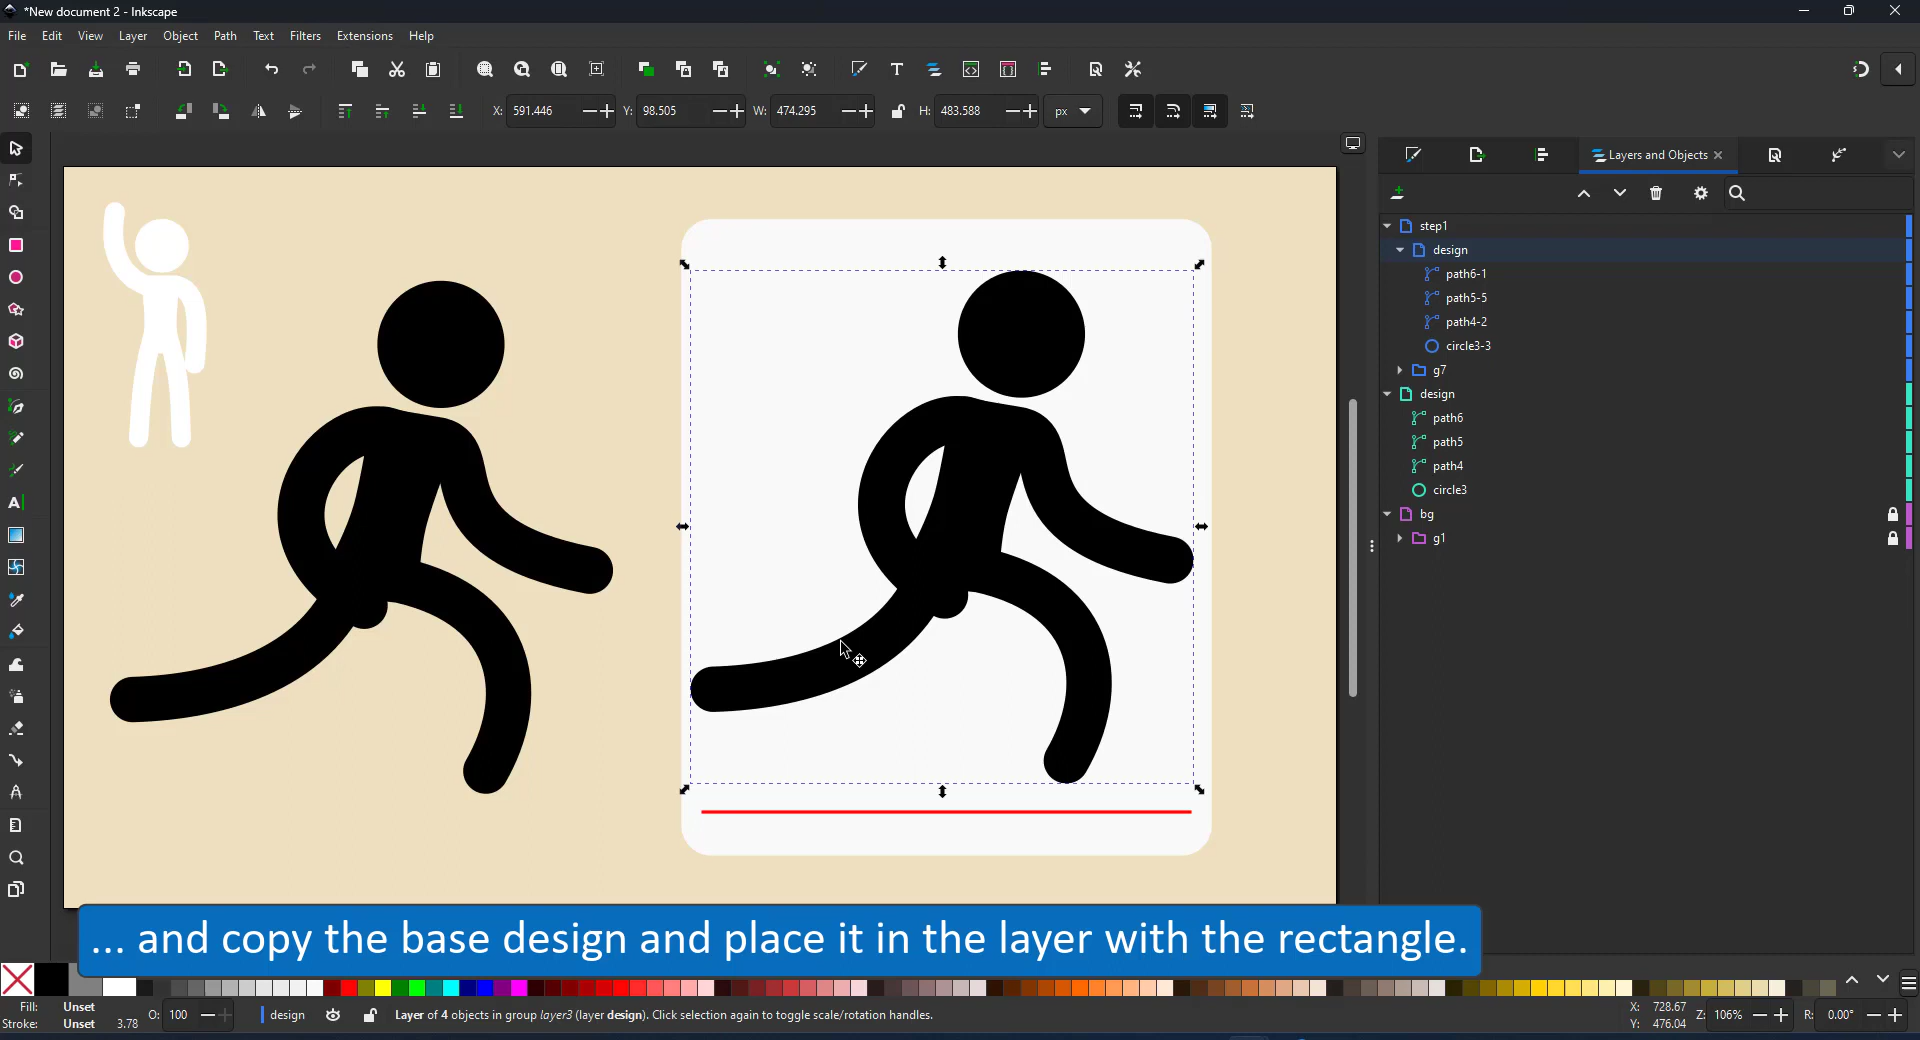 *New document 2 - Inkscape
File Edit View Layer Object Path Text Filters Extensions Help
X: 591.446 Y: 98.505 W: 474.295 H: 483.588 px
Layers and Objects
step1
design
path6-1
path5-5
path4-2
circle3-3
g7
design
path6
path5
path4
circle3
bg
g1
... and copy the base design and place it in the layer with the rectangle.
Fill: Unset
Stroke: Unset 3.78
O: 100
design
Layer of 4 objects in group layer3 (layer design). Click selection again to toggle scale/rotation handles.
X: 728.67
Y: 476.04
Z: 106%
R: 0.00°